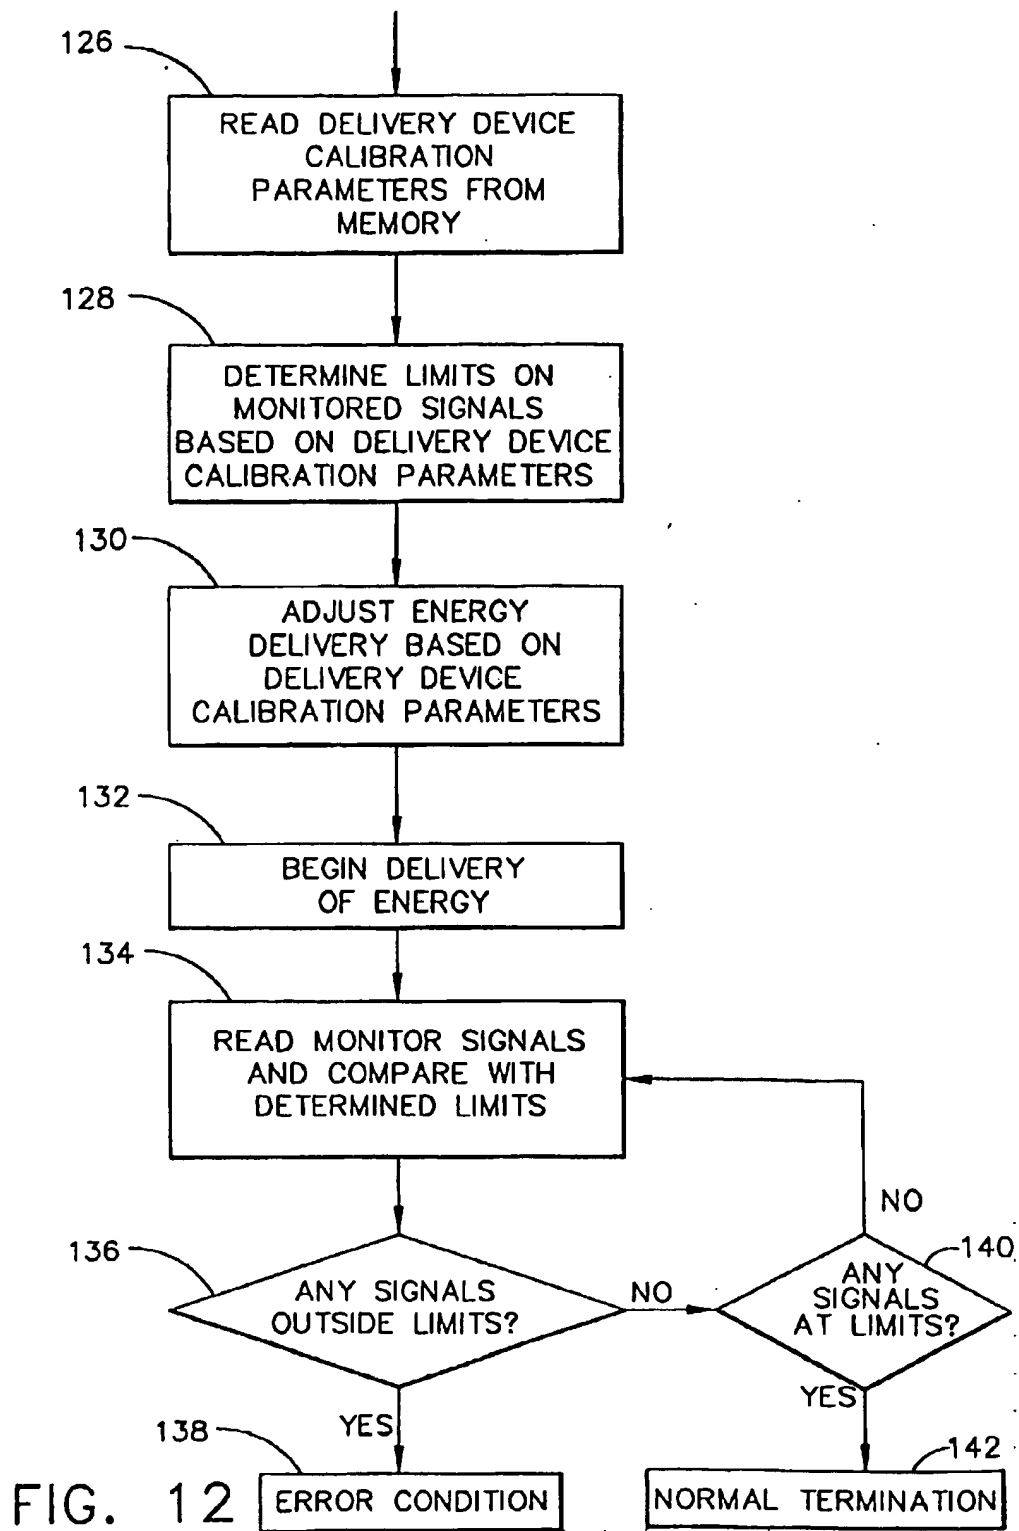 126
READ DELIVERY DEVICE
CALIBRATION
PARAMETERS FROM
MEMORY
128
DETERMINE LIMITS ON
MONITORED SIGNALS
BASED ON DELIVERY DEVICE
CALIBRATION PARAMETERS
130
ADJUST ENERGY
DELIVERY BASED ON
DELIVERY DEVICE
CALIBRATION PARAMETERS
132
BEGIN DELIVERY
OF ENERGY
134
READ MONITOR SIGNALS
AND COMPARE WITH
DETERMINED LIMITS
NO
136
ANY SIGNALS
OUTSIDE LIMITS?
NO
140
ANY
SIGNALS
AT LIMITS?
YES
YES
138
142
ERROR CONDITION
NORMAL TERMINATION
FIG. 12